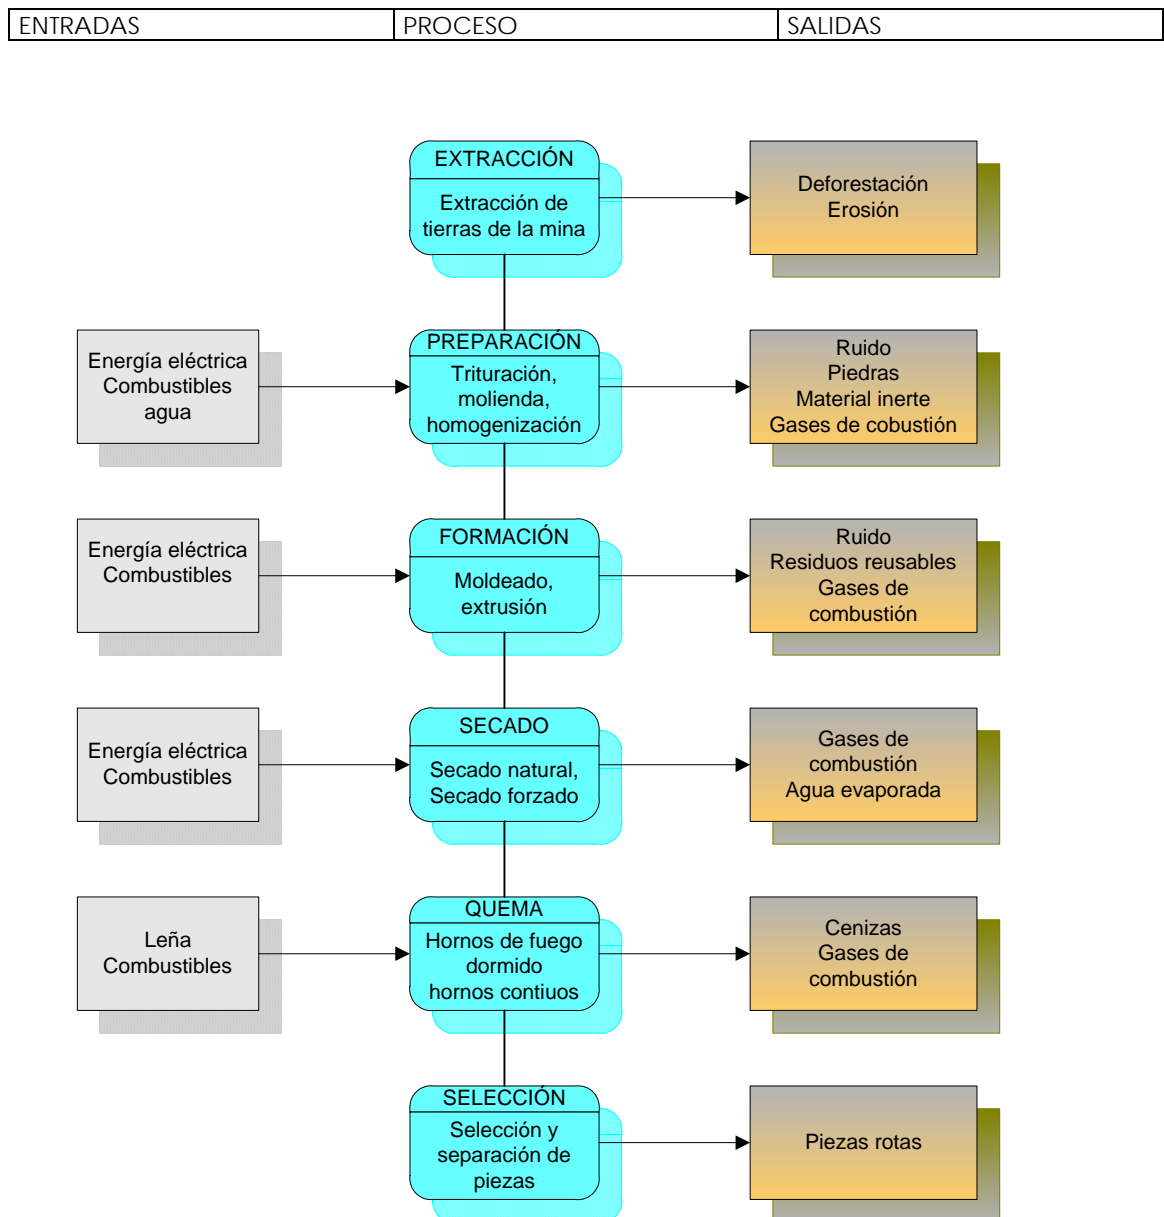 ENTRADAS
PROCESO
SALIDAS
EXTRACCIÓN
Extracción de
tierras de la mina
Deforestación
Erosión
Energía eléctrica
Combustibles
agua
PREPARACIÓN
Trituración,
molienda,
homogenización
Ruido
Piedras
Material inerte
Gases de cobustión
Energía eléctrica
Combustibles
FORMACIÓN
Moldeado,
extrusión
Ruido
Residuos reusables
Gases de
combustión
Energía eléctrica
Combustibles
SECADO
Secado natural,
Secado forzado
Gases de
combustión
Agua evaporada
Leña
Combustibles
QUEMA
Hornos de fuego
dormido
hornos contiuos
Cenizas
Gases de
combustión
SELECCIÓN
Selección y
separación de
piezas
Piezas rotas